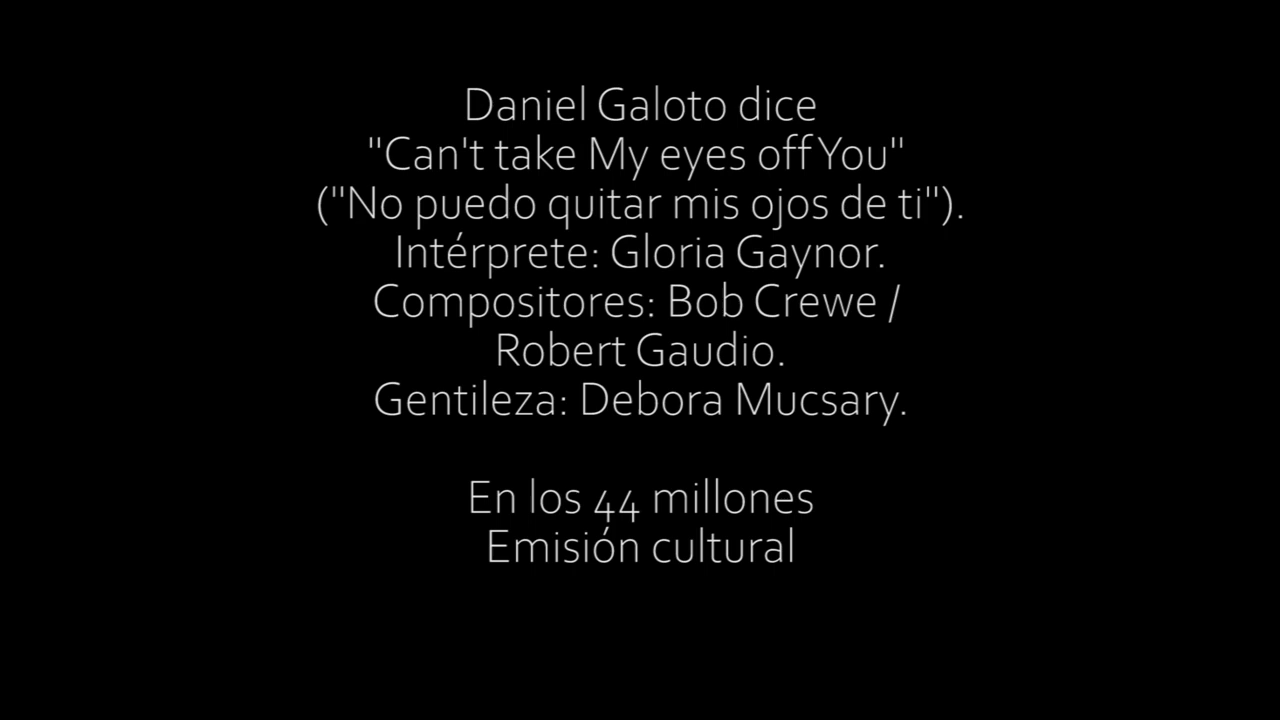 Daniel Galoto dice
"Can't take My eyes off You"
("No puedo quitar mis ojos de ti").
Intérprete: Gloria Gaynor.
Compositores: Bob Crewe /
Robert Gaudio.
Gentileza: Debora Mucsary.
En los 44 millones
Emisión cultural